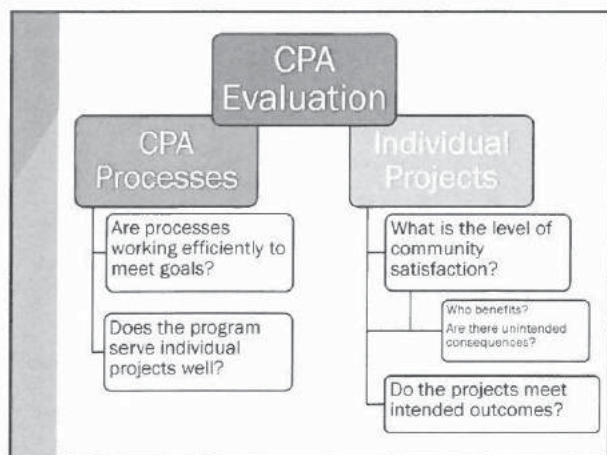 CPA
Evaluation
CPA
Processes
Are processes
working efficiently to
meet goals?
Does the program
serve individual
projects well?
Individual
Projects
What is the level of
community
satisfaction?
Who benefits?
Are there unintended
consequences?
Do the projects meet
intended outcomes?